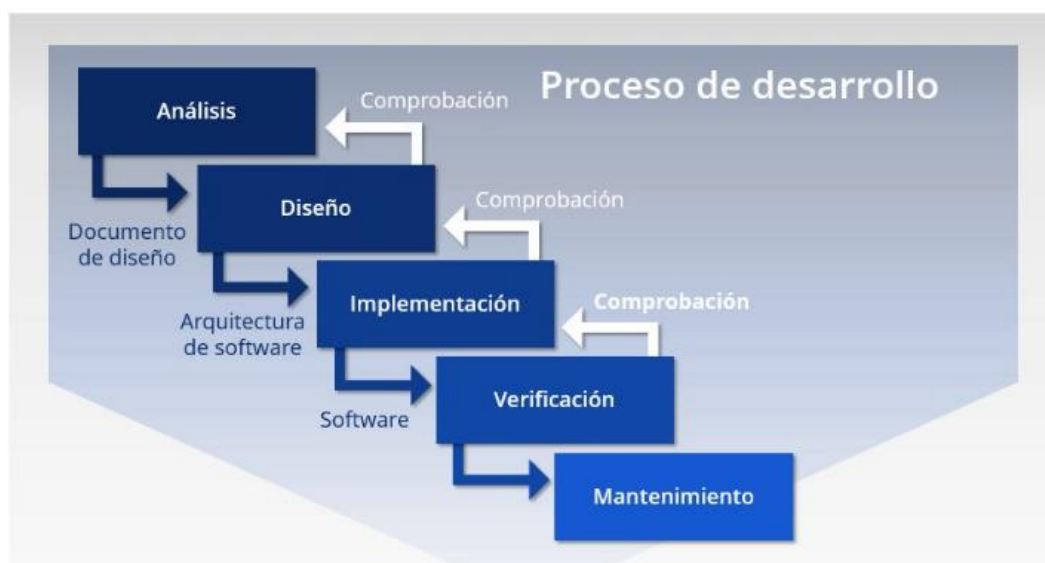 Proceso de desarrollo
Análisis
Comprobación
Diseño
Comprobación
Documento
de diseño
Implementación
Comprobación
Arquitectura
de software
Verificación
Software
Mantenimiento